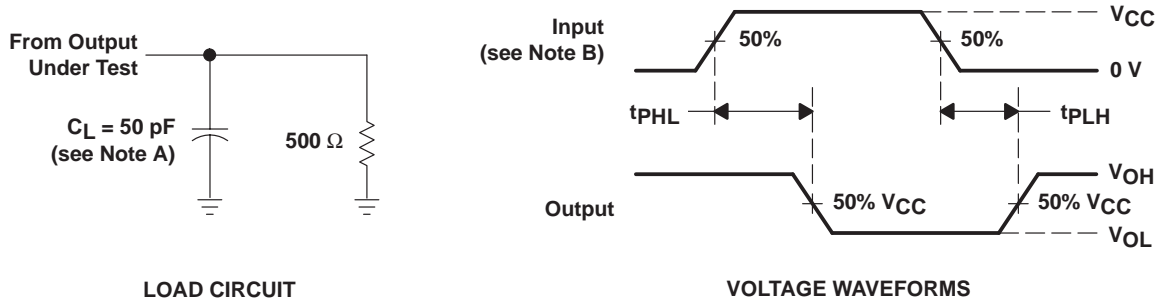 From Output
Under Test
CL = 50 pF
(see Note A)
500 Ω
LOAD CIRCUIT
Input
(see Note B)
50%
50%
VCC
0 V
tPHL
tPLH
Output
50% VCC
50% VCC
VOH
VOL
VOLTAGE WAVEFORMS